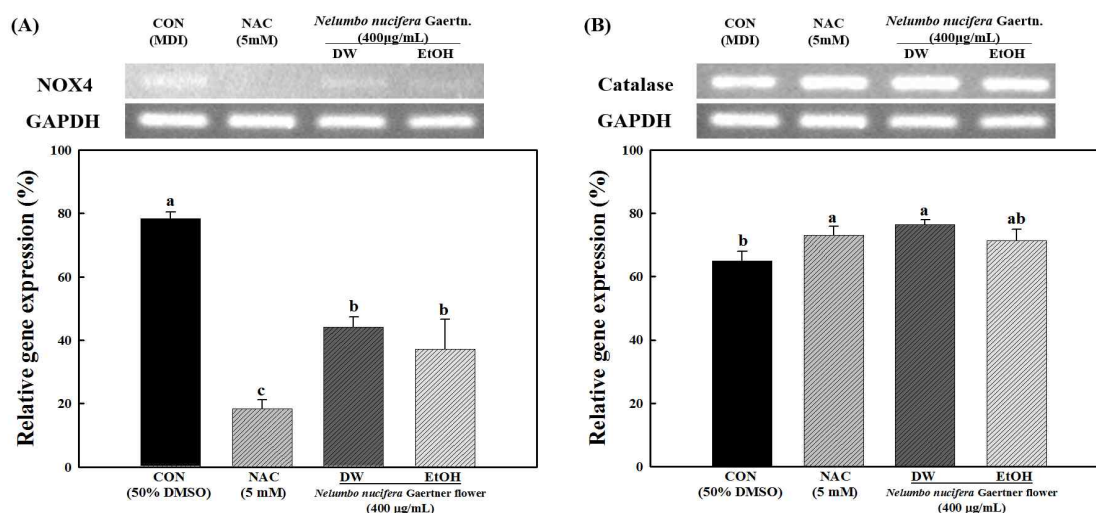 (A)
CON
(MDI)
NAC
(5mM)
Nelumbo nucifera Gaertn.
(400µg/mL)
DW
EtOH
NOX4
GAPDH
Relative gene expression (%)
100
80
60
40
20
0
a
c
b
b
CON
(50% DMSO)
NAC
(5 mM)
DW
EtOH
Nelumbo nucifera Gaertner flower
(400 µg/mL)
(B)
CON
(MDI)
NAC
(5mM)
Nelumbo nucifera Gaertn.
(400µg/mL)
DW
EtOH
Catalase
GAPDH
Relative gene expression (%)
100
80
60
40
20
0
b
a
a
ab
CON
(50% DMSO)
NAC
(5 mM)
DW
EtOH
Nelumbo nucifera Gaertner flower
(400 µg/mL)